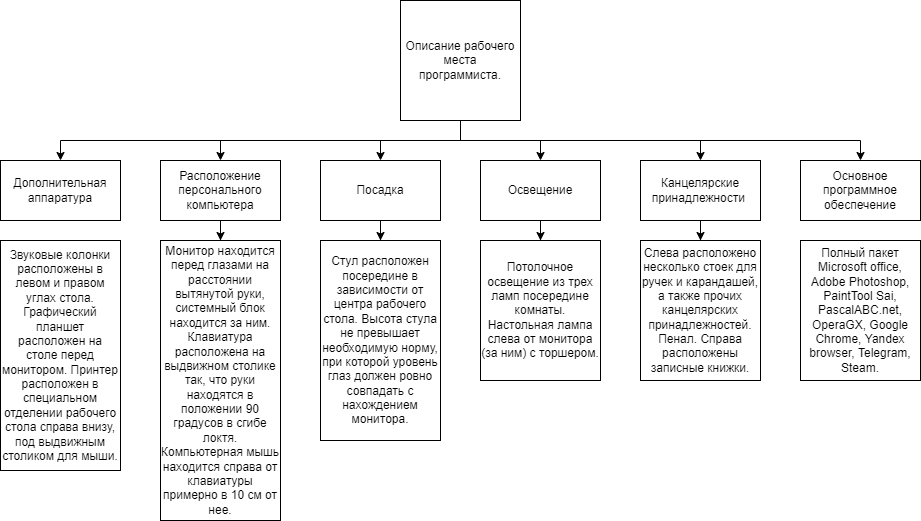 Описание рабочего
места
программиста.
Дополнительная
аппаратура
Расположение
персонального
компьютера
Посадка
Освещение
Канцелярские
принадлежности
Основное
программное
обеспечение
Звуковые колонки
расположены в
левом и правом
углах стола.
Графический
планшет
расположен на
столе перед
монитором. Принтер
расположен в
специальном
отделении рабочего
стола справа внизу,
под выдвижным
столиком для мыши.
Монитор находится
перед глазами на
расстоянии
вытянутой руки,
системный блок
находится за ним.
Клавиатура
расположена на
выдвижном столике
так, что руки
находятся в
положении 90
градусов в сгибе
локтя.
Компьютерная мышь
находится справа от
клавиатуры
примерно в 10 см от
нее.
Стул расположен
посередине в
зависимости от
центра рабочего
стола. Высота стула
не превышает
необходимую норму,
при которой уровень
глаз должен ровно
совпадать с
нахождением
монитора.
Потолочное
освещение из трех
ламп посередине
комнаты.
Настольная лампа
слева от монитора
(за ним) с торшером.
Слева расположено
несколько стоек для
ручек и карандашей,
а также прочих
канцелярских
принадлежностей.
Пенал. Справа
расположены
записные книжки.
Полный пакет
Microsoft office,
Adobe Photoshop,
PaintTool Sai,
PascalABC.net,
OperaGX, Google
Chrome, Yandex
browser, Telegram,
Steam.